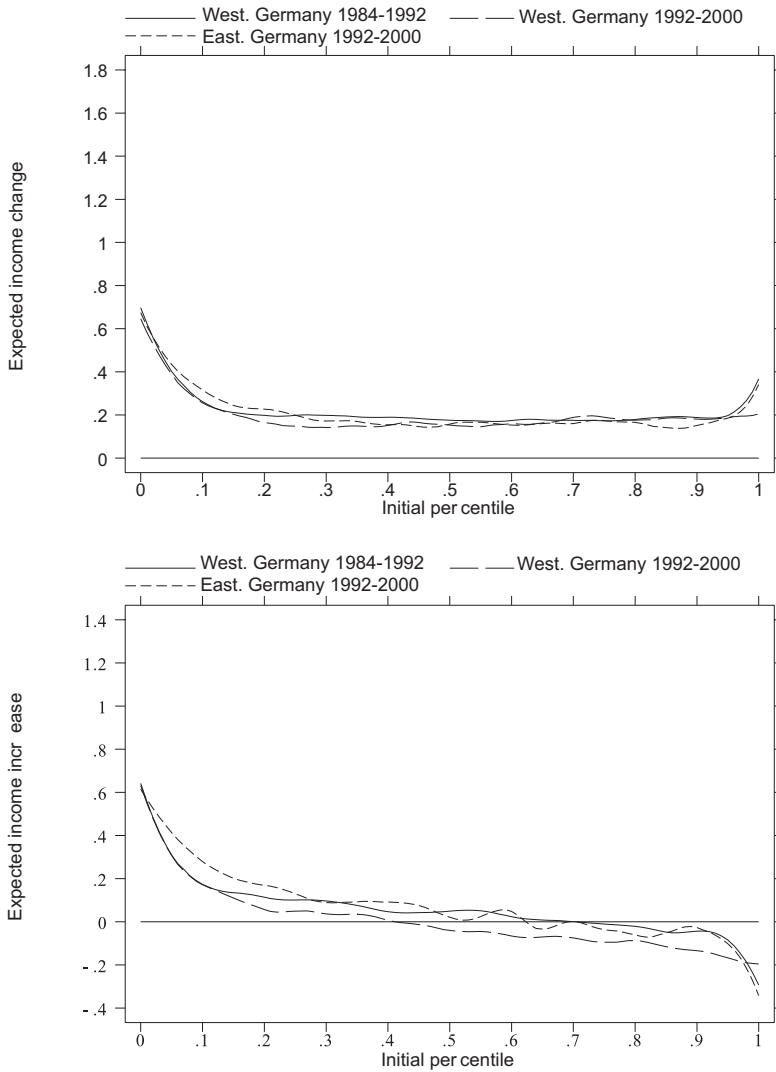 West. Germany 1984-1992 West. Germany 1992-2000
East. Germany 1992-2000
Expected income change
1.8
1.6
1.4
1.2
1
.8
.6
.4
.2
0
0 .1 .2 .3 .4 .5 .6 .7 .8 .9 1
Initial per centile
West. Germany 1984-1992 West. Germany 1992-2000
East. Germany 1992-2000
Expected income incr ease
1.4
1.2
1
.8
.6
.4
.2
0
- .2
- .4
0 .1 .2 .3 .4 .5 .6 .7 .8 .9 1
Initial per centile